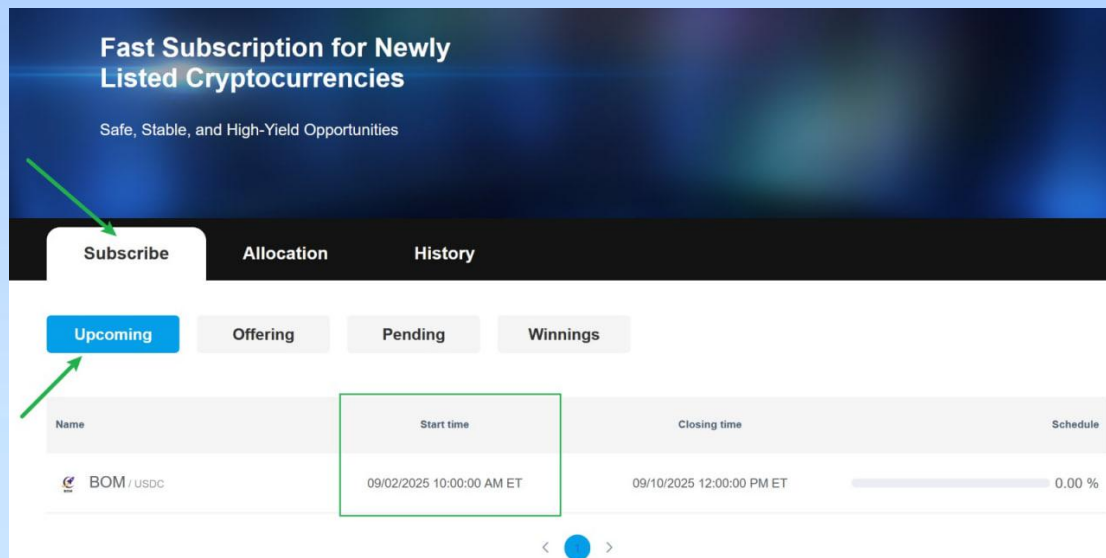 Fast Subscription for Newly
Listed Cryptocurrencies
Safe, Stable, and High-Yield Opportunities
Subscribe Allocation History
Upcoming Offering Pending Winnings
Name Start time Closing time Schedule
BOM / USDC 09/02/2025 10:00:00 AM ET 09/10/2025 12:00:00 PM ET 0.00 %
< 1 >